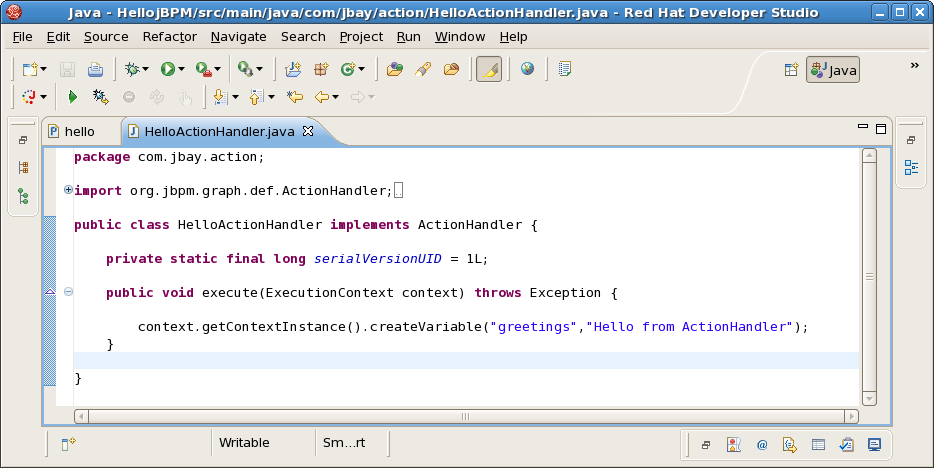 Java - HellojBPM/src/main/java/com/jbay/action/HelloActionHandler.java - Red Hat Developer Studio
File Edit Source Refactor Navigate Search Project Run Window Help
Java »
hello HelloActionHandler.java
package com.jbay.action;
import org.jbpm.graph.def.ActionHandler;
public class HelloActionHandler implements ActionHandler {
private static final long serialVersionUID = 1L;
public void execute(ExecutionContext context) throws Exception {
context.getContextInstance().createVariable("greetings","Hello from ActionHandler");
}
}
Writable Sm...rt